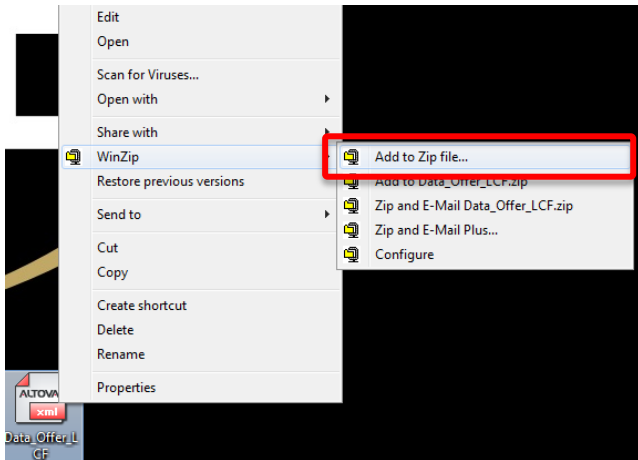 Edit
Open
Scan for Viruses...
Open with
Share with
WinZip
Restore previous versions
Send to
Cut
Copy
Create shortcut
Delete
Rename
Properties
Add to Zip file...
Add to Data_Offer_LCF.zip
Zip and E-Mail Data_Offer_LCF.zip
Zip and E-Mail Plus...
Configure
ALTOVA
xml
Data_Offer_L
CF